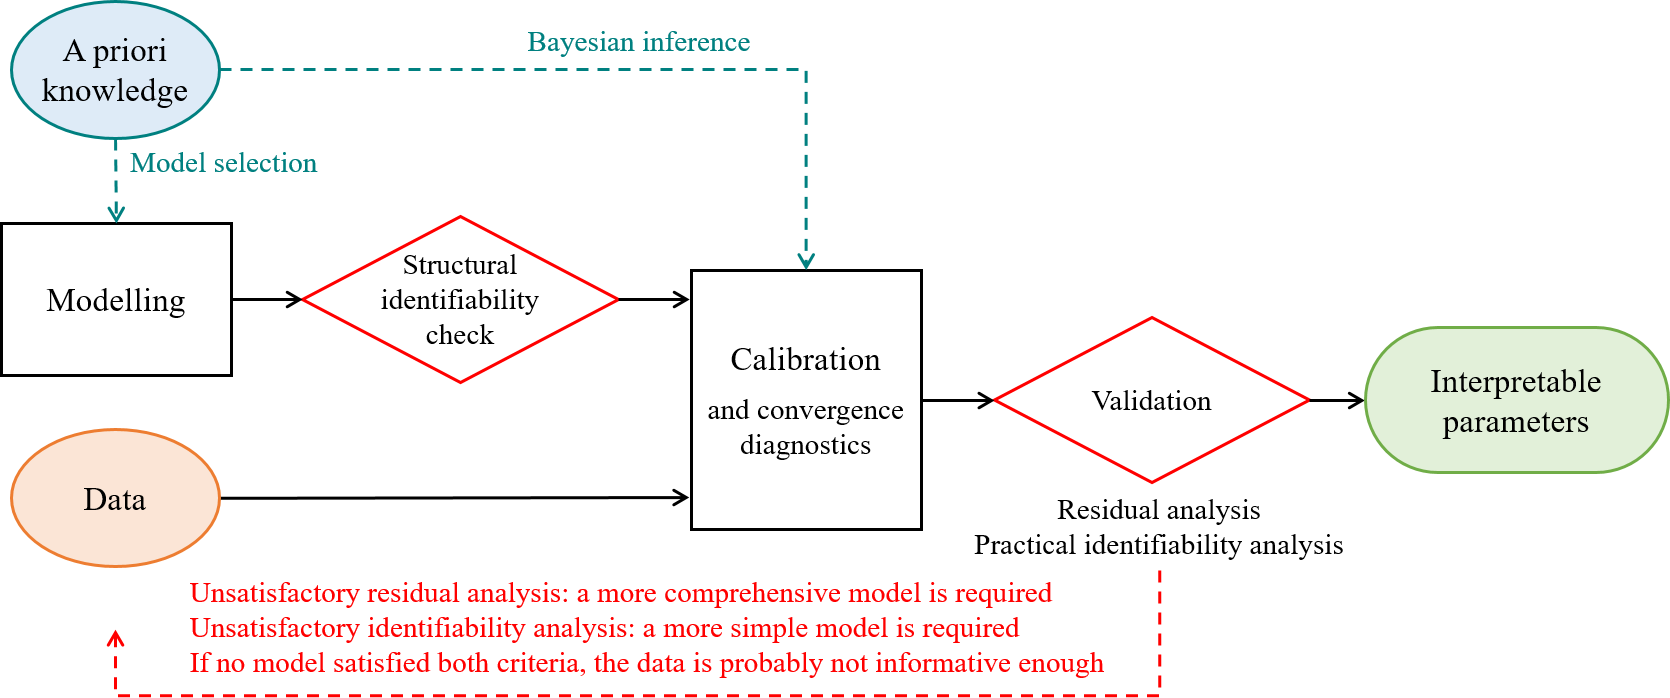 A priori
knowledge
Bayesian inference
Model selection
Modelling
Structural
identifiability
check
Calibration
and convergence
diagnostics
Validation
Interpretable
parameters
Data
Residual analysis
Practical identifiability analysis
Unsatisfactory residual analysis: a more comprehensive model is required
Unsatisfactory identifiability analysis: a more simple model is required
If no model satisfied both criteria, the data is probably not informative enough